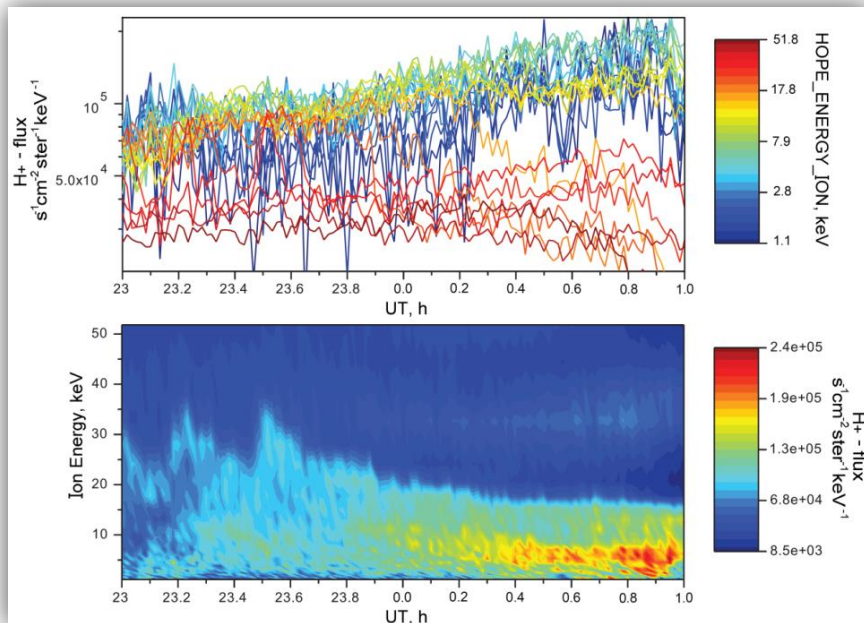 H+ - flux
s⁻¹cm⁻²ster⁻¹keV⁻¹
10⁵
5.0x10⁴
23 23.2 23.4 23.6 23.8 0.0 0.2 0.4 0.6 0.8 1.0
UT, h
51.8
17.8
7.9
2.8
1.1
HOPE_ENERGY_ION, keV
Ion Energy, keV
50
40
30
20
10
23 23.2 23.4 23.6 23.8 0.0 0.2 0.4 0.6 0.8 1.0
UT, h
2.4e+05
1.9e+05
1.3e+05
6.8e+04
8.5e+03
H+ - flux
s⁻¹cm⁻²ster⁻¹keV⁻¹